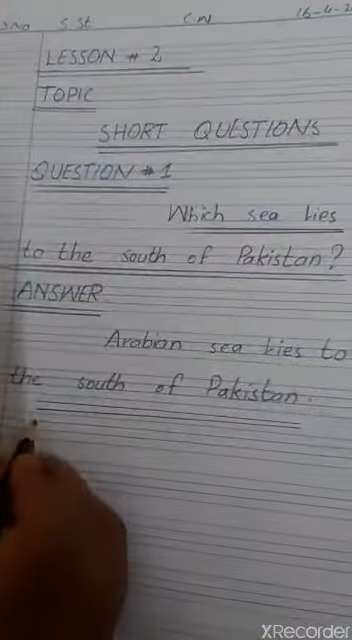 S.No S.St C.W 16-4-2
LESSON # 2
TOPIC
SHORT QUESTIONS
QUESTION # 1
Which sea lies
to the south of Pakistan?
ANSWER
Arabian sea lies to
the south of Pakistan.
XRecorder